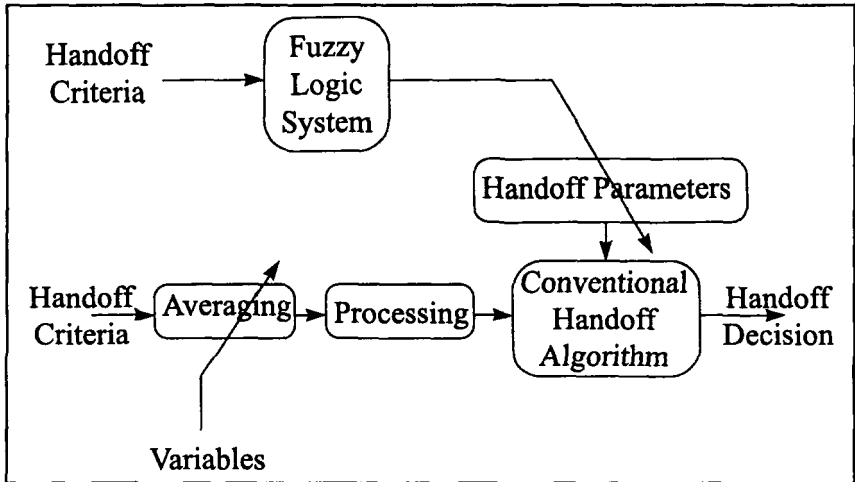 Handoff
Criteria
Fuzzy
Logic
System
Handoff Parameters
Handoff
Criteria
Averaging
Processing
Conventional
Handoff
Algorithm
Handoff
Decision
Variables